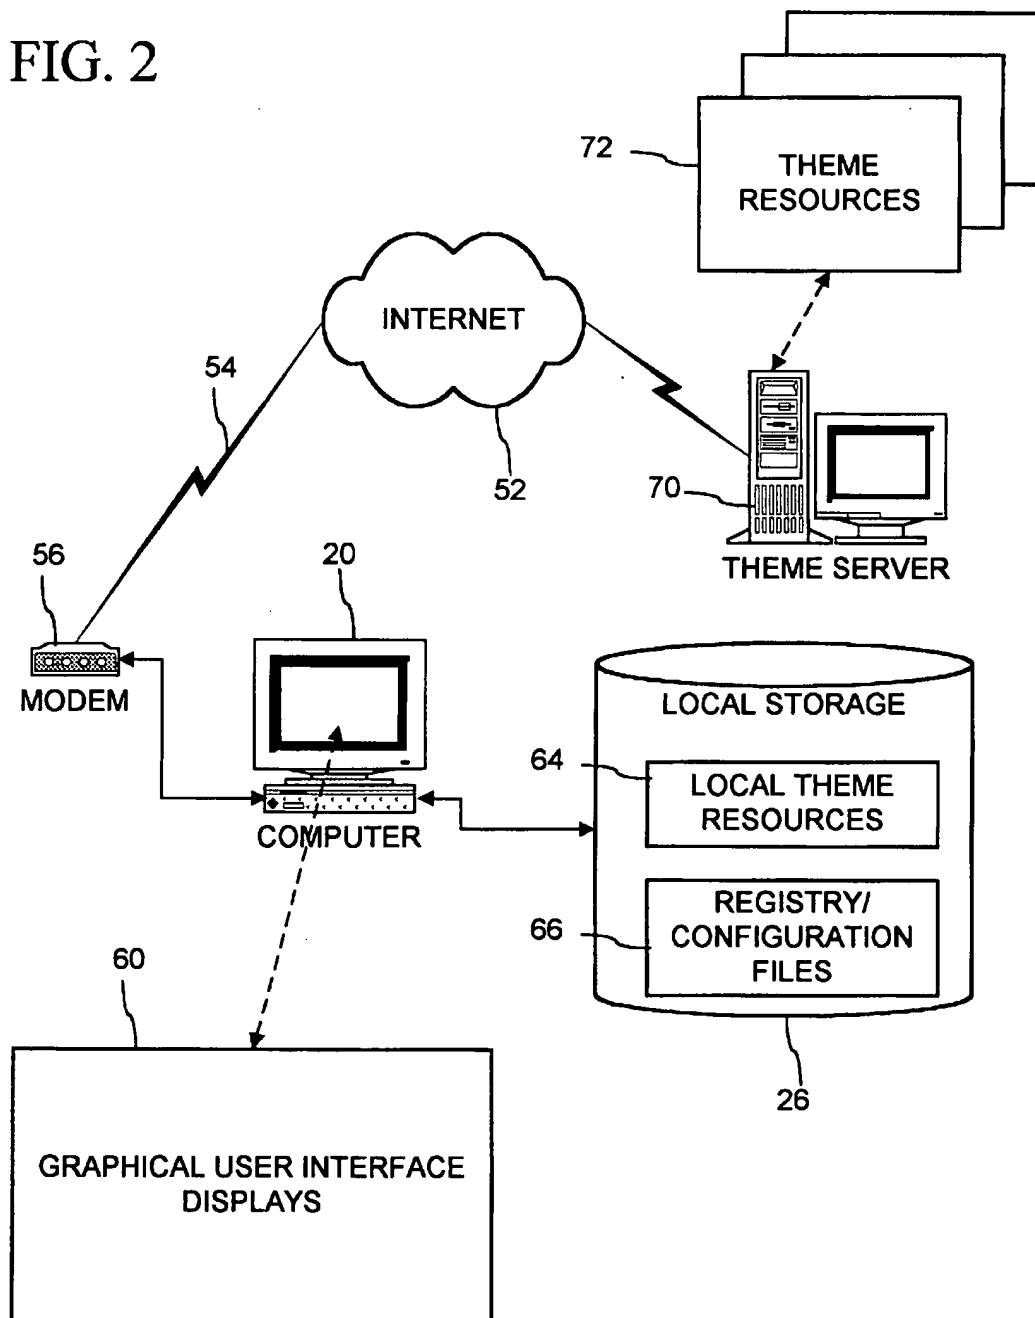 FIG. 2
72
THEME
RESOURCES
INTERNET
54
52
70
THEME SERVER
56
20
MODEM
COMPUTER
LOCAL STORAGE
64
LOCAL THEME
RESOURCES
66
REGISTRY/
CONFIGURATION
FILES
26
60
GRAPHICAL USER INTERFACE
DISPLAYS